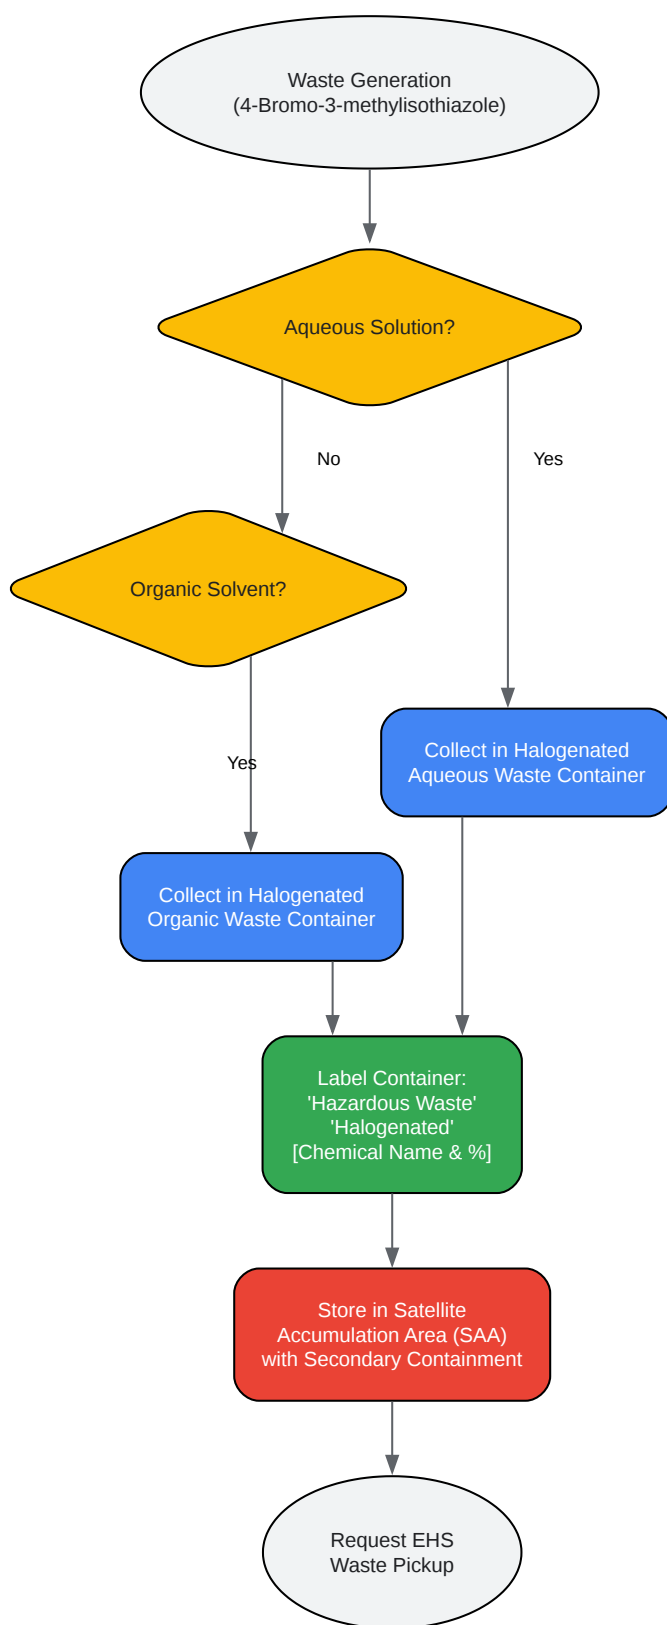 Waste Generation
(4-Bromo-3-methylisothiazole)
Aqueous Solution?
No
Yes
Organic Solvent?
Collect in Halogenated
Aqueous Waste Container
Yes
Collect in Halogenated
Organic Waste Container
Label Container:
'Hazardous Waste'
'Halogenated'
[Chemical Name & %]
Store in Satellite
Accumulation Area (SAA)
with Secondary Containment
Request EHS
Waste Pickup